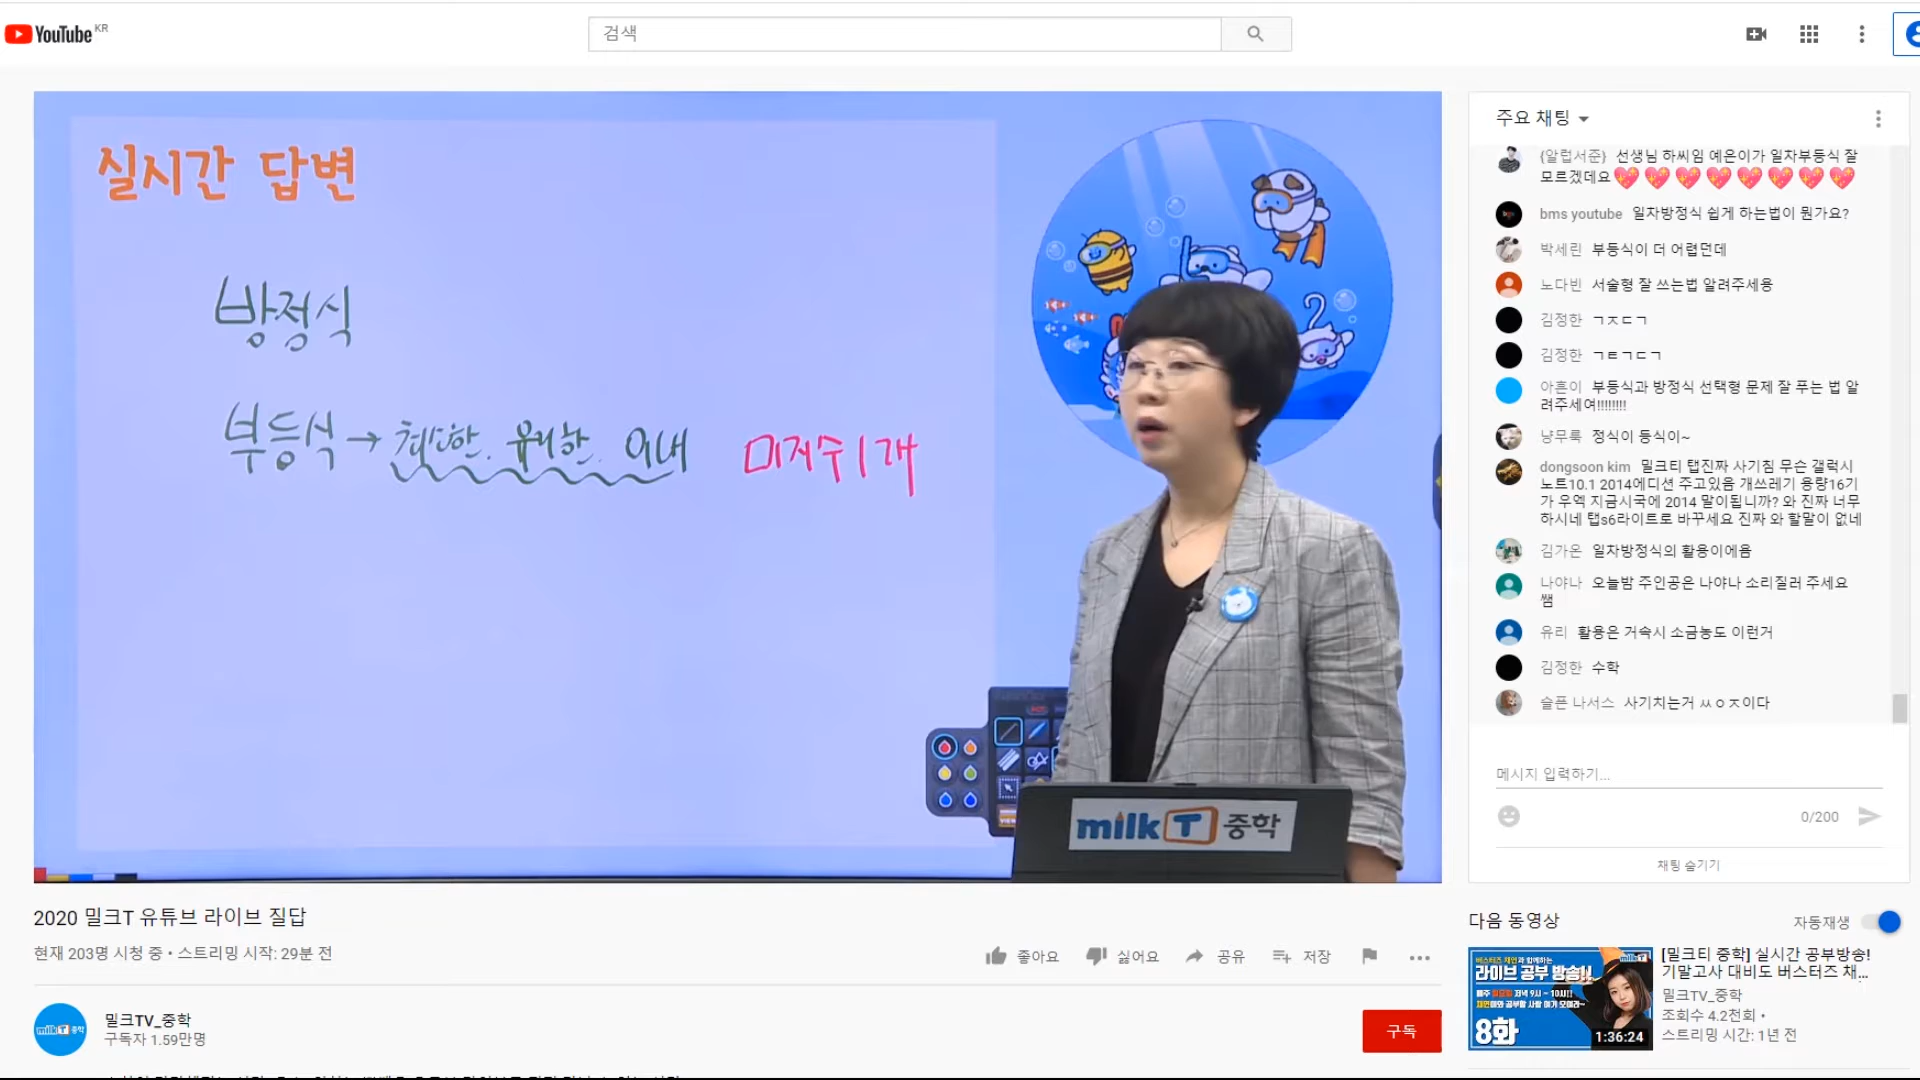 YouTube KR
검색
실시간 답변
방정식
부등식 → 최소한. 유리한. 이내 미지수 1개
milk T 중학
주요 채팅
{알럽서준} 선생님 하씨임 예은이가 일차부등식 잘
모르겠데요💖💖💖💖💖💖💖💖
bms youtube 일차방정식 쉽게 하는법이 뭔가요?
박세린 부등식이 더 어렵던데
노다빈 서술형 잘 쓰는법 알려주세용
김정한 ㄱㅈㄷㄱ
김정한 ㄱㅌㄱㄷㄱ
아흔이 부등식과 방정식 선택형 문제 잘 푸는 법 알
려주세여!!!!!!!!
냥무룩 정식이 등식이~
dongsoon kim 밀크티 탭진짜 사기침 무슨 갤럭시
노트10.1 2014에디션 주고있음 개쓰레기 용량16기
가 우엑 지금시국에 2014 말이됩니까? 와 진짜 너무
하시네 탭s6라이트로 바꾸세요 진짜 와 할말이 없네
김가온 일차방정식의 활용이에욤
나야나 오늘밤 주인공은 나야나 소리질러 주세요
쌤
유리 활용은 거속시 소금농도 이런거
김정한 수학
슬픈 나서스 사기치는거 ㅆㅇㅈ이다
메시지 입력하기...
0/200
채팅 숨기기
2020 밀크T 유튜브 라이브 질답
현재 203명 시청 중 • 스트리밍 시작: 29분 전
좋아요 싫어요 공유 저장
밀크TV_중학
구독자 1.59만명
구독
milk T 중학
다음 동영상
자동재생
버스터즈 채연과 함께하는
라이브 공부 방송!!
8화
1:36:24
[밀크티 중학] 실시간 공부방송!
기말고사 대비도 버스터즈 채...
밀크TV_중학
조회수 4.2천회 •
스트리밍 시간: 1년 전